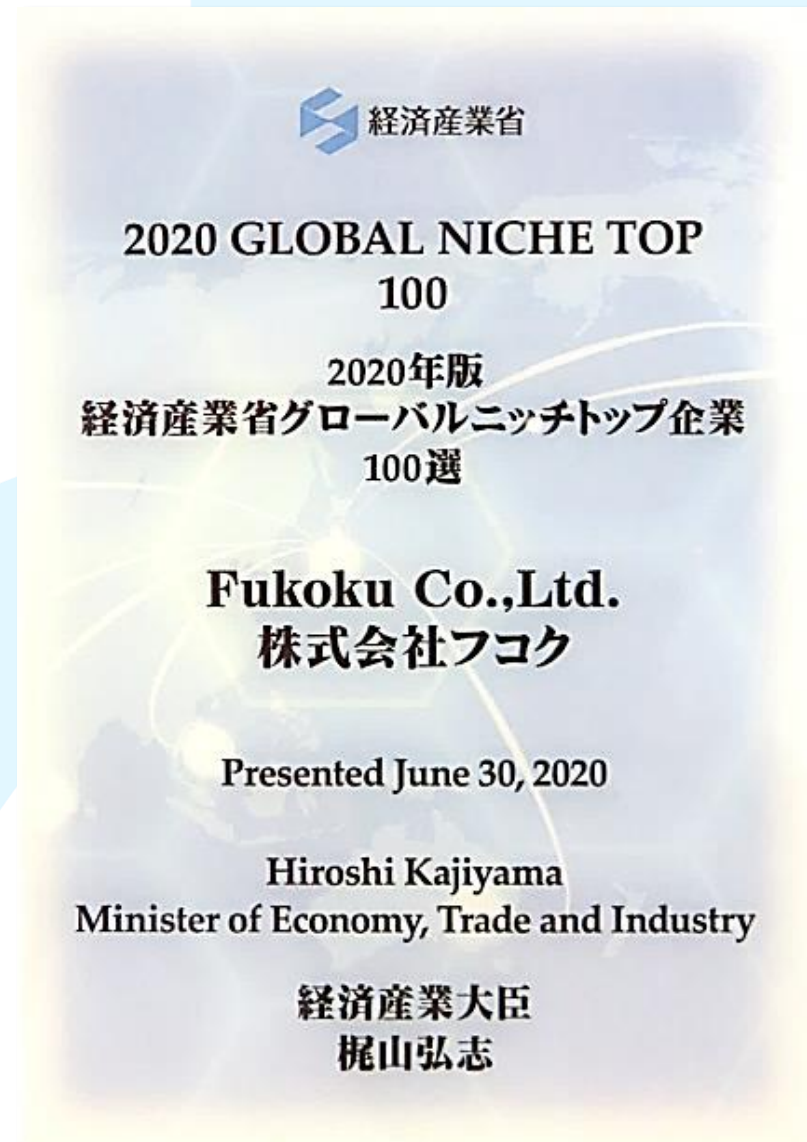 経済産業省
2020 GLOBAL NICHE TOP
100
2020年版
経済産業省グローバルニッチトップ企業
100選
Fukoku Co.,Ltd.
株式会社フコク
Presented June 30, 2020
Hiroshi Kajiyama
Minister of Economy, Trade and Industry
経済産業大臣
梶山弘志